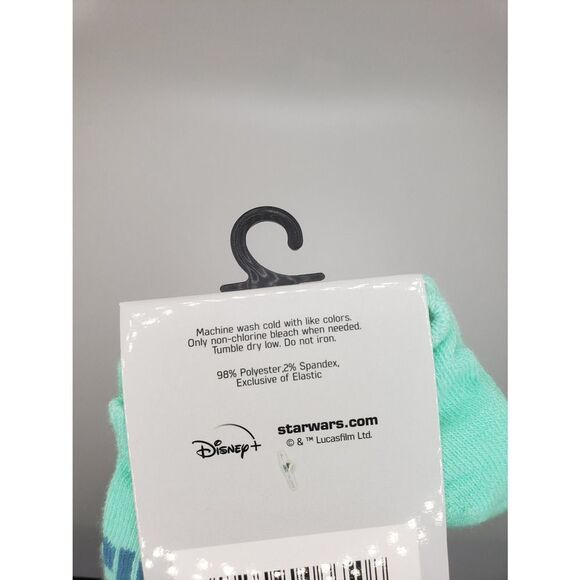 Machine wash cold with like colors.
Only non-chlorine bleach when needed.
Tumble dry low. Do not iron.
98% Polyester,2% Spandex,
Exclusive of Elastic
Disney+
starwars.com
© & ™ Lucasfilm Ltd.